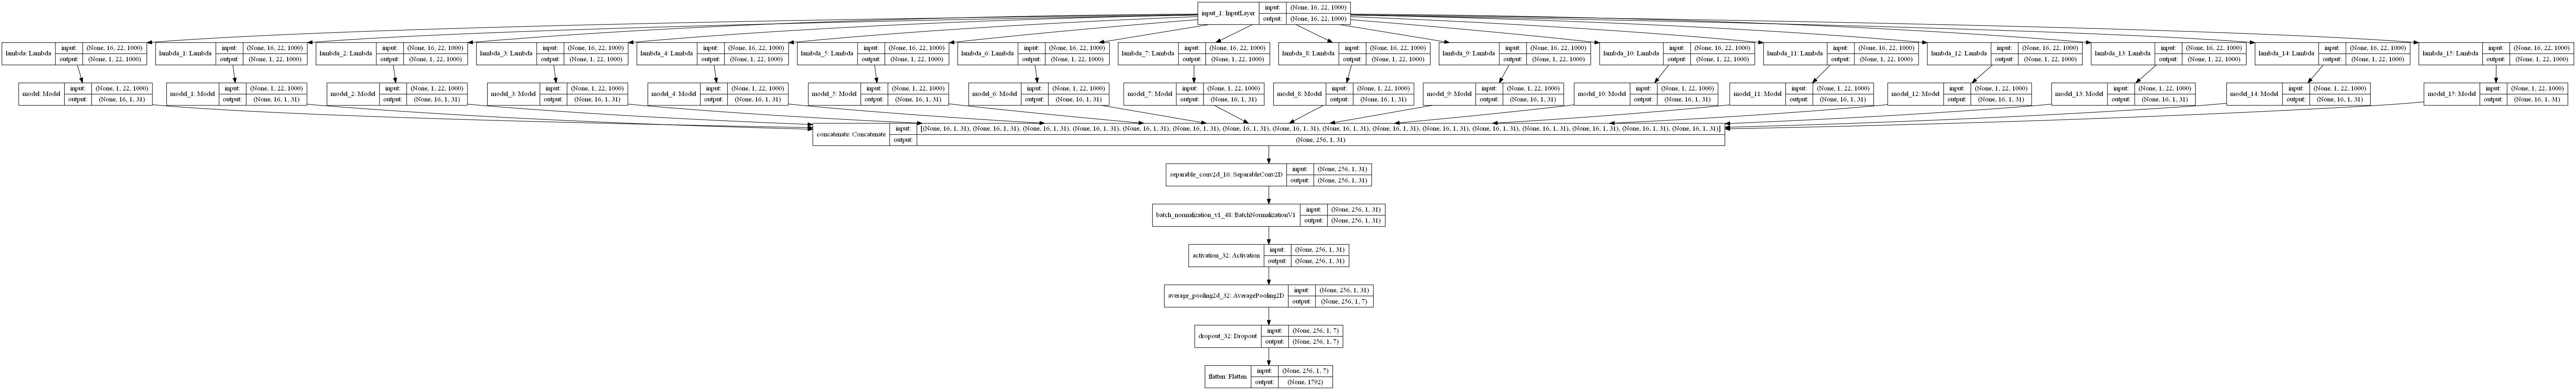 input_1: InputLayer input: (None, 16, 22, 1000)
output: (None, 16, 22, 1000)
lambda: Lambda input: (None, 16, 22, 1000) lambda_1: Lambda input: (None, 16, 22, 1000) lambda_2: Lambda input: (None, 16, 22, 1000) lambda_3: Lambda input: (None, 16, 22, 1000) lambda_4: Lambda input: (None, 16, 22, 1000) lambda_5: Lambda input: (None, 16, 22, 1000) lambda_6: Lambda input: (None, 16, 22, 1000) lambda_7: Lambda input: (None, 16, 22, 1000) lambda_8: Lambda input: (None, 16, 22, 1000) lambda_9: Lambda input: (None, 16, 22, 1000) lambda_10: Lambda input: (None, 16, 22, 1000) lambda_11: Lambda input: (None, 16, 22, 1000) lambda_12: Lambda input: (None, 16, 22, 1000) lambda_13: Lambda input: (None, 16, 22, 1000) lambda_14: Lambda input: (None, 16, 22, 1000) lambda_15: Lambda input: (None, 16, 22, 1000)
output: (None, 1, 22, 1000) output: (None, 1, 22, 1000) output: (None, 1, 22, 1000) output: (None, 1, 22, 1000) output: (None, 1, 22, 1000) output: (None, 1, 22, 1000) output: (None, 1, 22, 1000) output: (None, 1, 22, 1000) output: (None, 1, 22, 1000) output: (None, 1, 22, 1000) output: (None, 1, 22, 1000) output: (None, 1, 22, 1000) output: (None, 1, 22, 1000) output: (None, 1, 22, 1000) output: (None, 1, 22, 1000) output: (None, 1, 22, 1000)
model: Model input: (None, 1, 22, 1000) model_1: Model input: (None, 1, 22, 1000) model_2: Model input: (None, 1, 22, 1000) model_3: Model input: (None, 1, 22, 1000) model_4: Model input: (None, 1, 22, 1000) model_5: Model input: (None, 1, 22, 1000) model_6: Model input: (None, 1, 22, 1000) model_7: Model input: (None, 1, 22, 1000) model_8: Model input: (None, 1, 22, 1000) model_9: Model input: (None, 1, 22, 1000) model_10: Model input: (None, 1, 22, 1000) model_11: Model input: (None, 1, 22, 1000) model_12: Model input: (None, 1, 22, 1000) model_13: Model input: (None, 1, 22, 1000) model_14: Model input: (None, 1, 22, 1000) model_15: Model input: (None, 1, 22, 1000)
output: (None, 16, 1, 31) output: (None, 16, 1, 31) output: (None, 16, 1, 31) output: (None, 16, 1, 31) output: (None, 16, 1, 31) output: (None, 16, 1, 31) output: (None, 16, 1, 31) output: (None, 16, 1, 31) output: (None, 16, 1, 31) output: (None, 16, 1, 31) output: (None, 16, 1, 31) output: (None, 16, 1, 31) output: (None, 16, 1, 31) output: (None, 16, 1, 31) output: (None, 16, 1, 31) output: (None, 16, 1, 31)
concatenate: Concatenate input: [(None, 16, 1, 31), (None, 16, 1, 31), (None, 16, 1, 31), (None, 16, 1, 31), (None, 16, 1, 31), (None, 16, 1, 31), (None, 16, 1, 31), (None, 16, 1, 31), (None, 16, 1, 31), (None, 16, 1, 31), (None, 16, 1, 31), (None, 16, 1, 31), (None, 16, 1, 31), (None, 16, 1, 31), (None, 16, 1, 31), (None, 16, 1, 31)]
output: (None, 256, 1, 31)
separable_conv2d_16: SeparableConv2D input: (None, 256, 1, 31)
output: (None, 256, 1, 31)
batch_normalization_v1_48: BatchNormalizationV1 input: (None, 256, 1, 31)
output: (None, 256, 1, 31)
activation_32: Activation input: (None, 256, 1, 31)
output: (None, 256, 1, 31)
average_pooling2d_32: AveragePooling2D input: (None, 256, 1, 31)
output: (None, 256, 1, 7)
dropout_32: Dropout input: (None, 256, 1, 7)
output: (None, 256, 1, 7)
flatten: Flatten input: (None, 256, 1, 7)
output: (None, 1792)